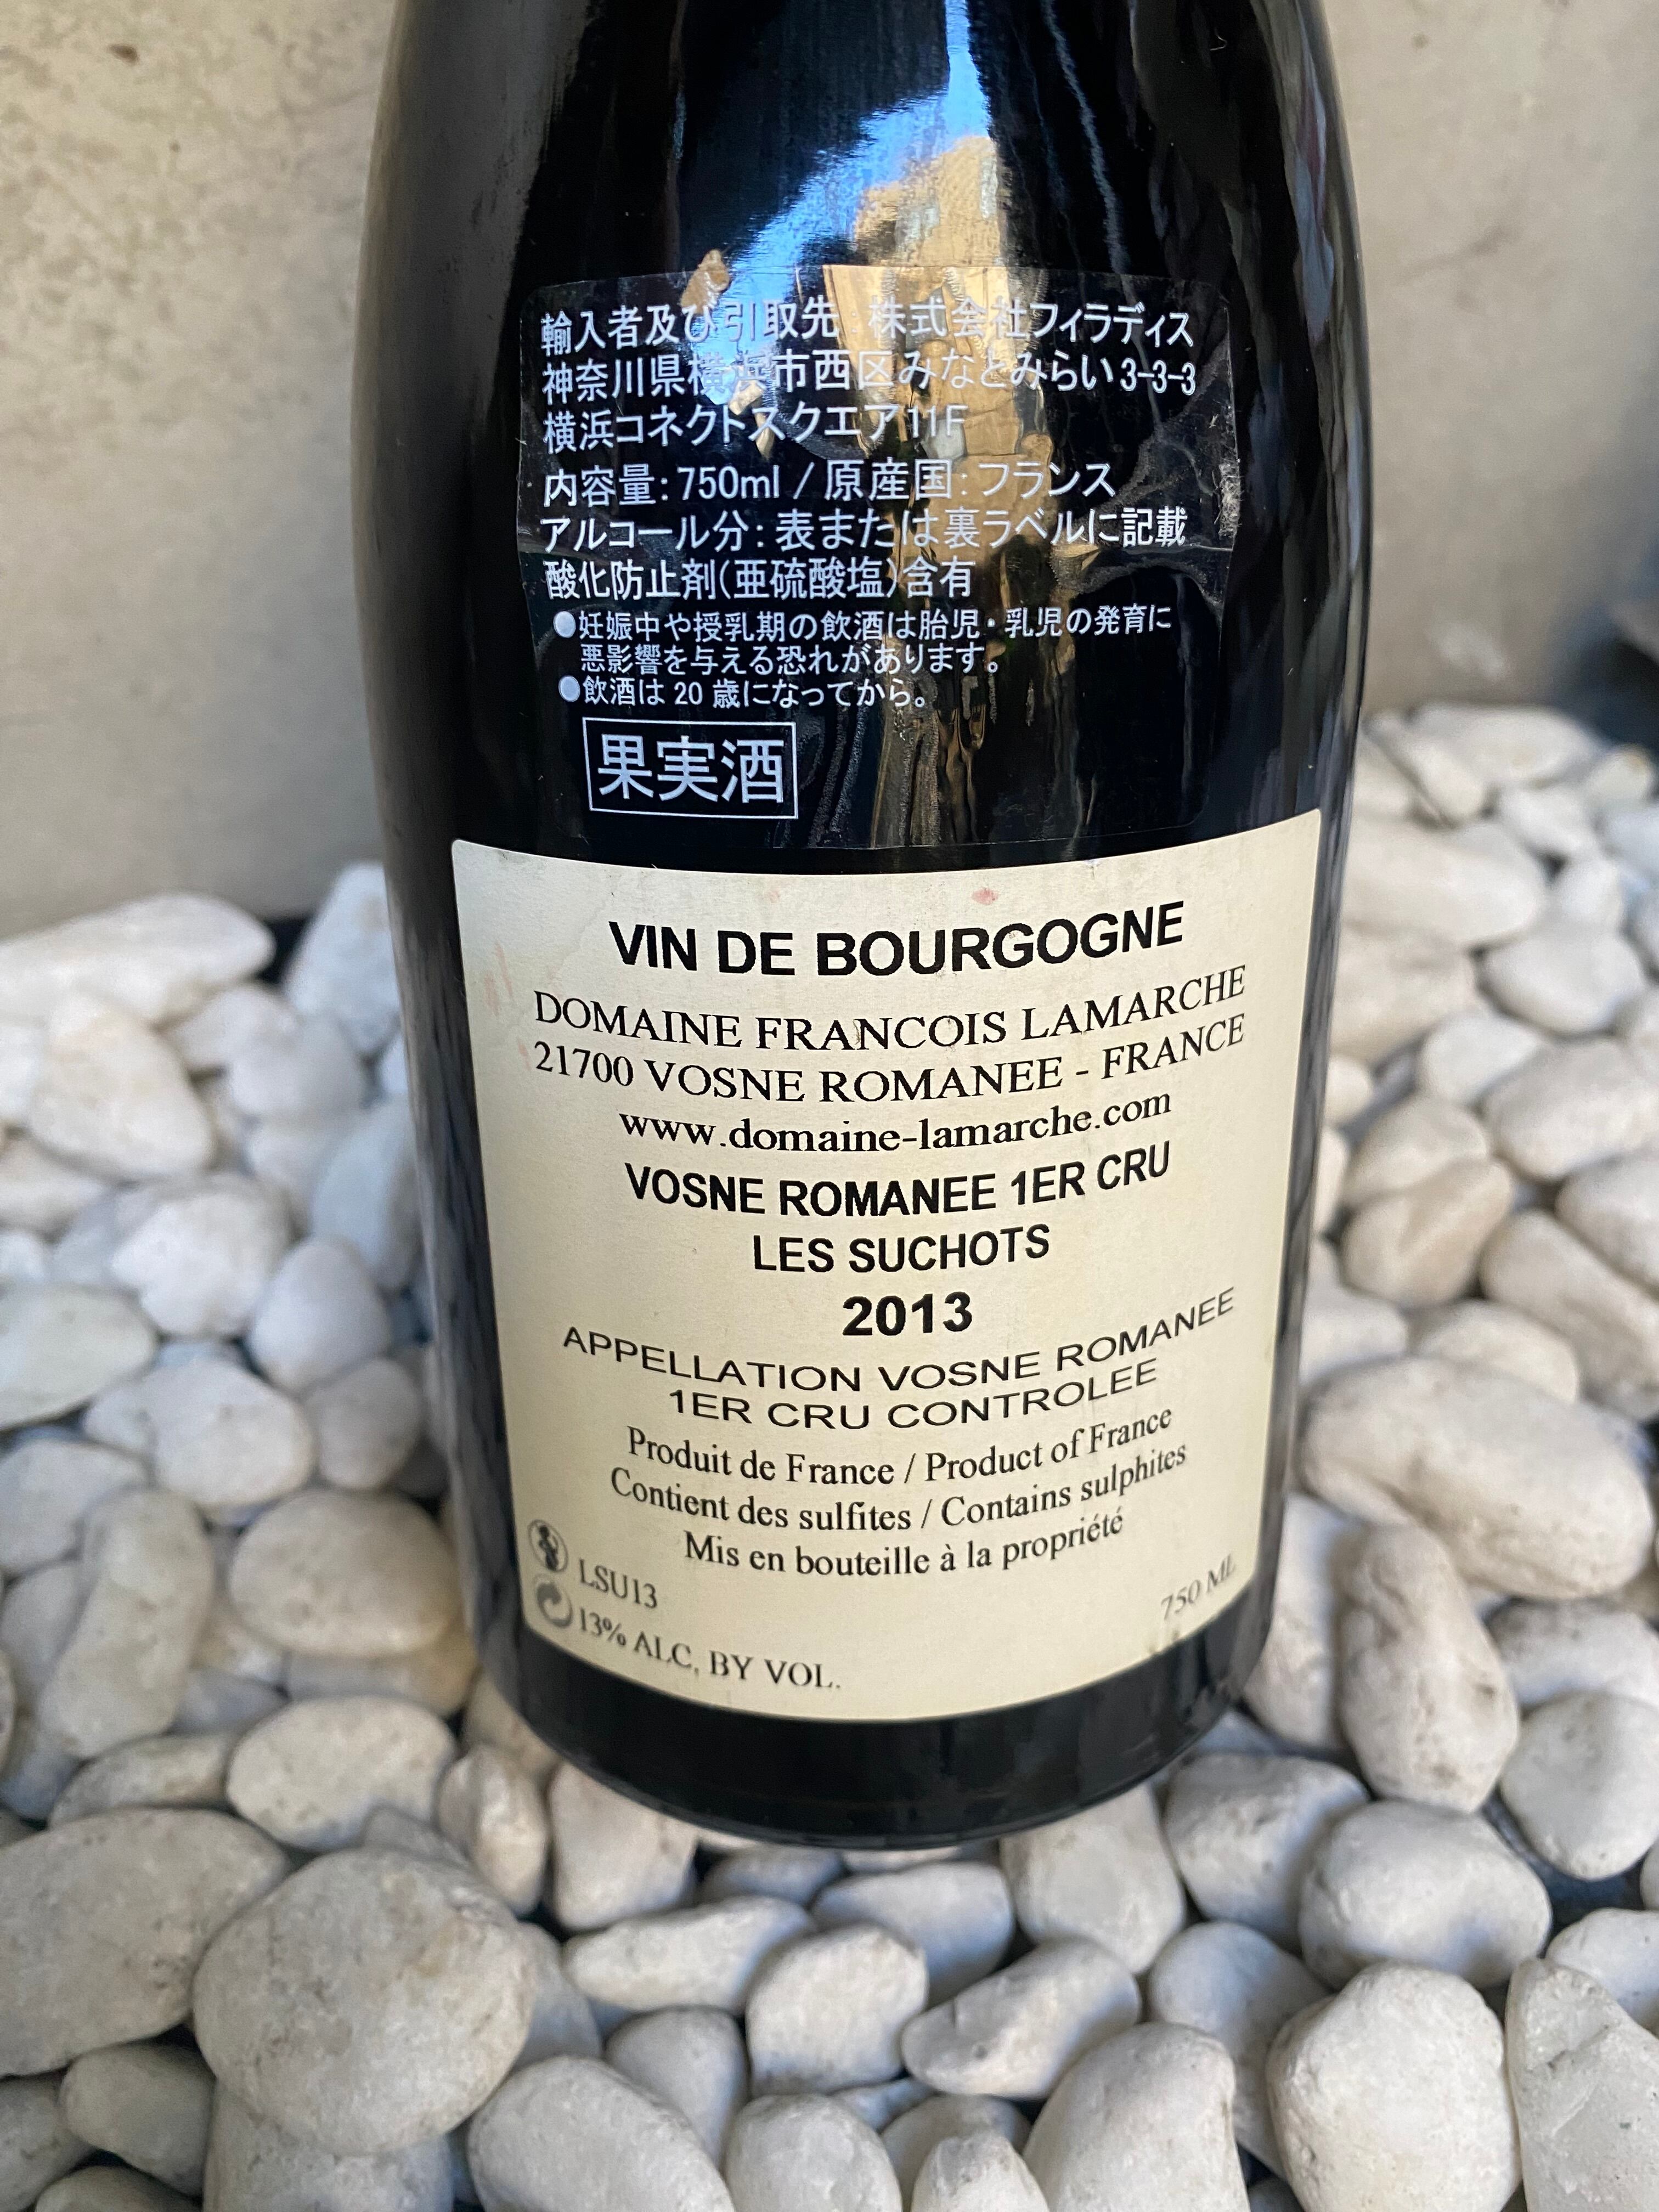 輸入者及び引取先:株式会社フィラディス
神奈川県横浜市西区みなとみらい3-3-3
横浜コネクトスクエア11F
内容量:750ml / 原産国:フランス
アルコール分:表または裏ラベルに記載
酸化防止剤(亜硫酸塩)含有
●妊娠中や授乳期の飲酒は胎児・乳児の発育に
悪影響を与える恐れがあります。
●飲酒は20歳になってから。
果実酒
VIN DE BOURGOGNE
DOMAINE FRANCOIS LAMARCHE
21700 VOSNE ROMANEE - FRANCE
www.domaine-lamarche.com
VOSNE ROMANEE 1ER CRU
LES SUCHOTS
2013
APPELLATION VOSNE ROMANEE
1ER CRU CONTROLEE
Produit de France / Product of France
Contient des sulfites / Contains sulphites
Mis en bouteille à la propriété
LSU13
13% ALC, BY VOL.
750 ML